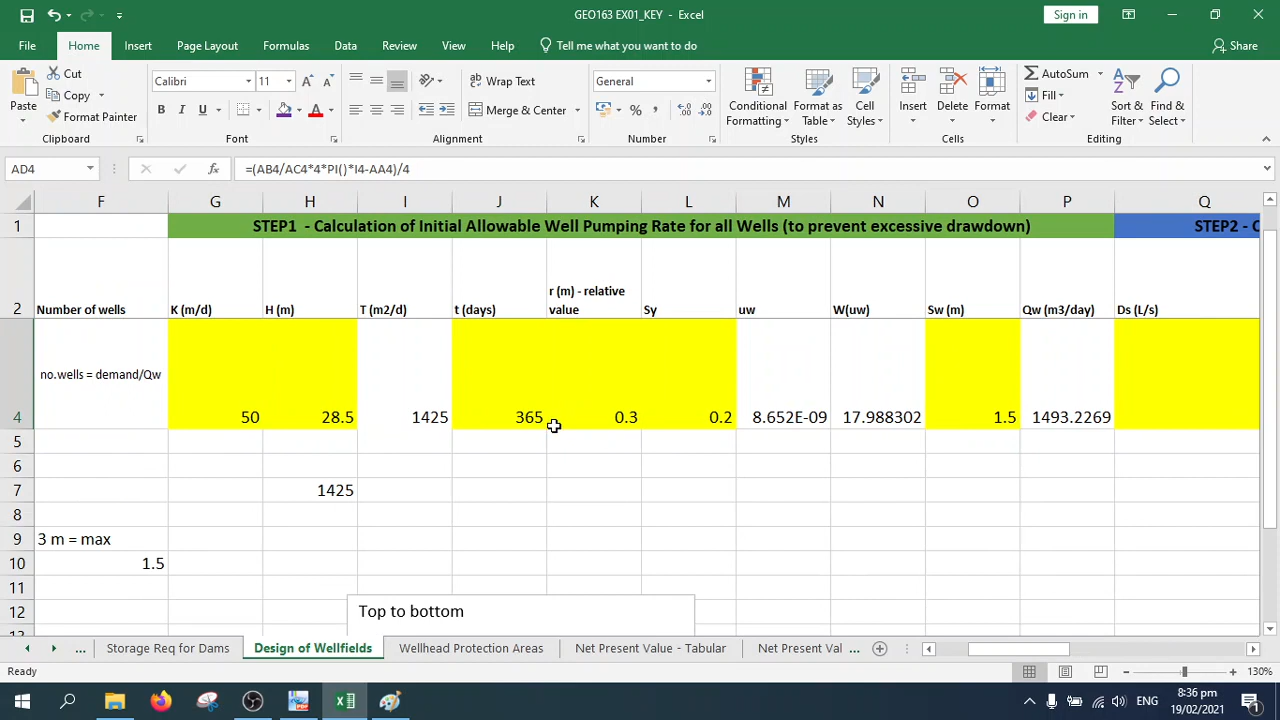 GEO163 EX01_KEY - Excel
Sign in
File Home Insert Page Layout Formulas Data Review View Help Tell me what you want to do Share
Paste
Cut
Copy
Format Painter
Calibri 11
B I U
Wrap Text
Merge & Center
General
%
Conditional Formatting
Format as Table
Cell Styles
Insert
Delete
Format
AutoSum
Fill
Clear
Sort & Filter
Find & Select
Clipboard Font Alignment Number Styles Cells Editing
AD4 fx =(AB4/AC4*4*PI()*I4-AA4)/4
F G H I J K L M N O P Q
1 STEP1 - Calculation of Initial Allowable Well Pumping Rate for all Wells (to prevent excessive drawdown) STEP2 - C
2 Number of wells K (m/d) H (m) T (m2/d) t (days) r (m) - relative value Sy uw W(uw) Sw (m) Qw (m3/day) Ds (L/s)
no.wells = demand/Qw
4 50 28.5 1425 365 0.3 0.2 8.652E-09 17.988302 1.5 1493.2269
5
6
7 1425
8
9 3 m = max
10 1.5
11
12 Top to bottom
13
... Storage Req for Dams Design of Wellfields Wellhead Protection Areas Net Present Value - Tabular Net Present Val ...
Ready 130%
ENG
8:36 pm
19/02/2021
1